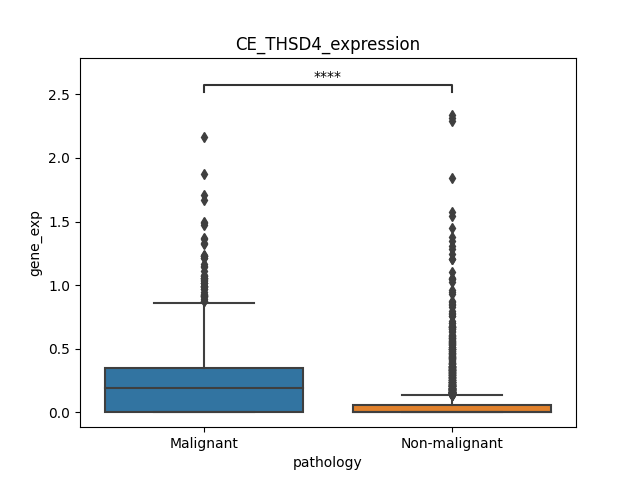 CE_THSD4_expression
****
gene_exp
2.5
2.0
1.5
1.0
0.5
0.0
Malignant
Non-malignant
pathology